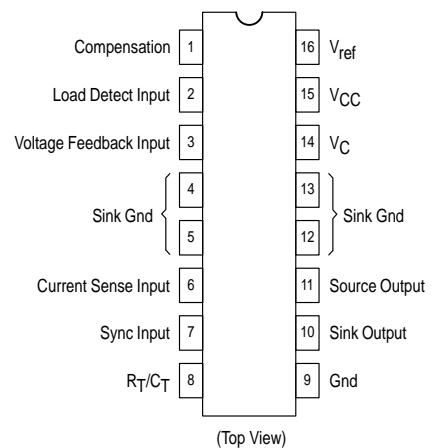 Compensation 1 16 Vref
Load Detect Input 2 15 VCC
Voltage Feedback Input 3 14 VC
4 13
Sink Gnd Sink Gnd
5 12
Current Sense Input 6 11 Source Output
Sync Input 7 10 Sink Output
RT/CT 8 9 Gnd
(Top View)